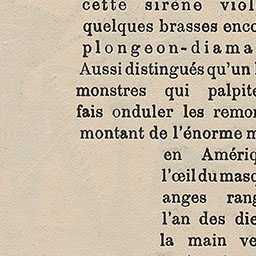 cette sirène viol
quelques brasses enco
plongeon-diama
Aussi distingués qu'un
monstres qui palpite
fais onduler les remor
montant de l'énorme m
en Amériq
l'œil du masq
anges rang
l'an des die
la main ve